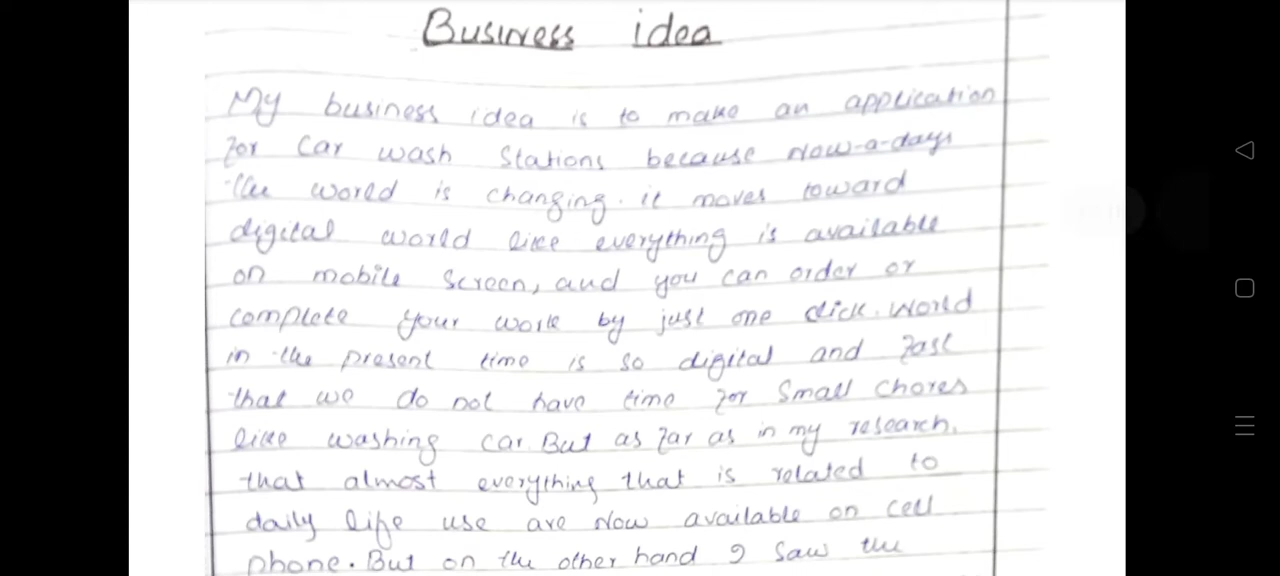 Business idea
My business idea is to make an application
for car wash stations because Now-a-days
the world is changing. it moves toward
digital world like everything is available
on mobile screen, and you can order or
complete your work by just one click. World
in the present time is so digital and fast
that we do not have time for small chores
like washing car. But as far as in my research,
that almost everything that is related to
daily life use are Now available on cell
phone. But on the other hand I saw the